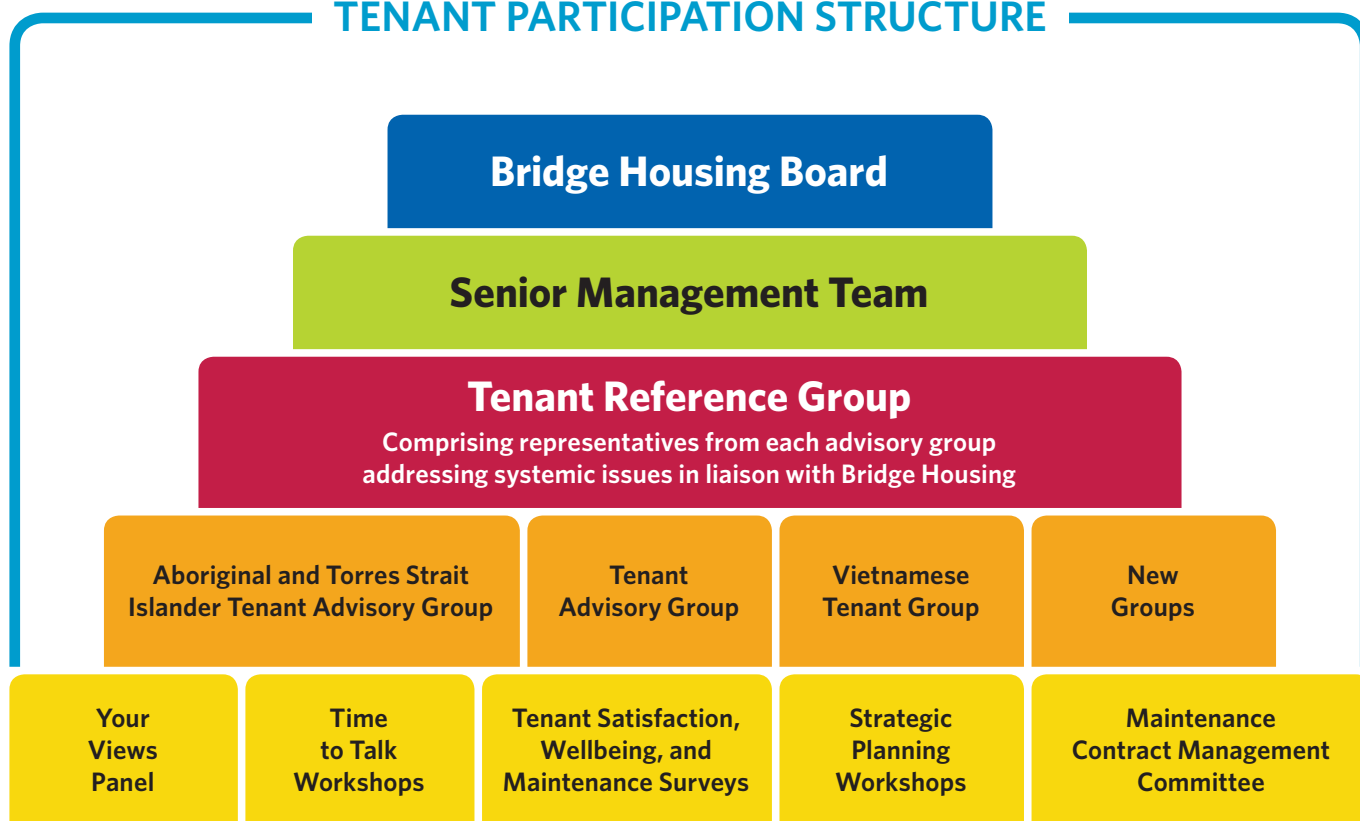 TENANT PARTICIPATION STRUCTURE
Bridge Housing Board
Senior Management Team
Tenant Reference Group
Comprising representatives from each advisory group
addressing systemic issues in liaison with Bridge Housing
Aboriginal and Torres Strait
Islander Tenant Advisory Group
Tenant
Advisory Group
Vietnamese
Tenant Group
New
Groups
Your
Views
Panel
Time
to Talk
Workshops
Tenant Satisfaction,
Wellbeing, and
Maintenance Surveys
Strategic
Planning
Workshops
Maintenance
Contract Management
Committee